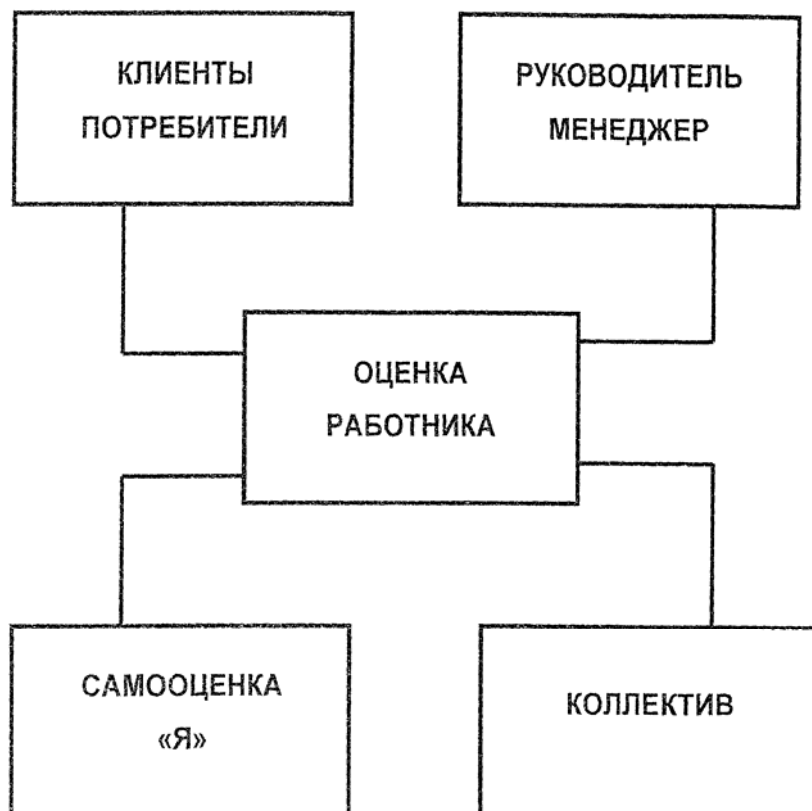 КЛИЕНТЫ
ПОТРЕБИТЕЛИ
РУКОВОДИТЕЛЬ
МЕНЕДЖЕР
ОЦЕНКА
РАБОТНИКА
САМООЦЕНКА
«Я»
КОЛЛЕКТИВ